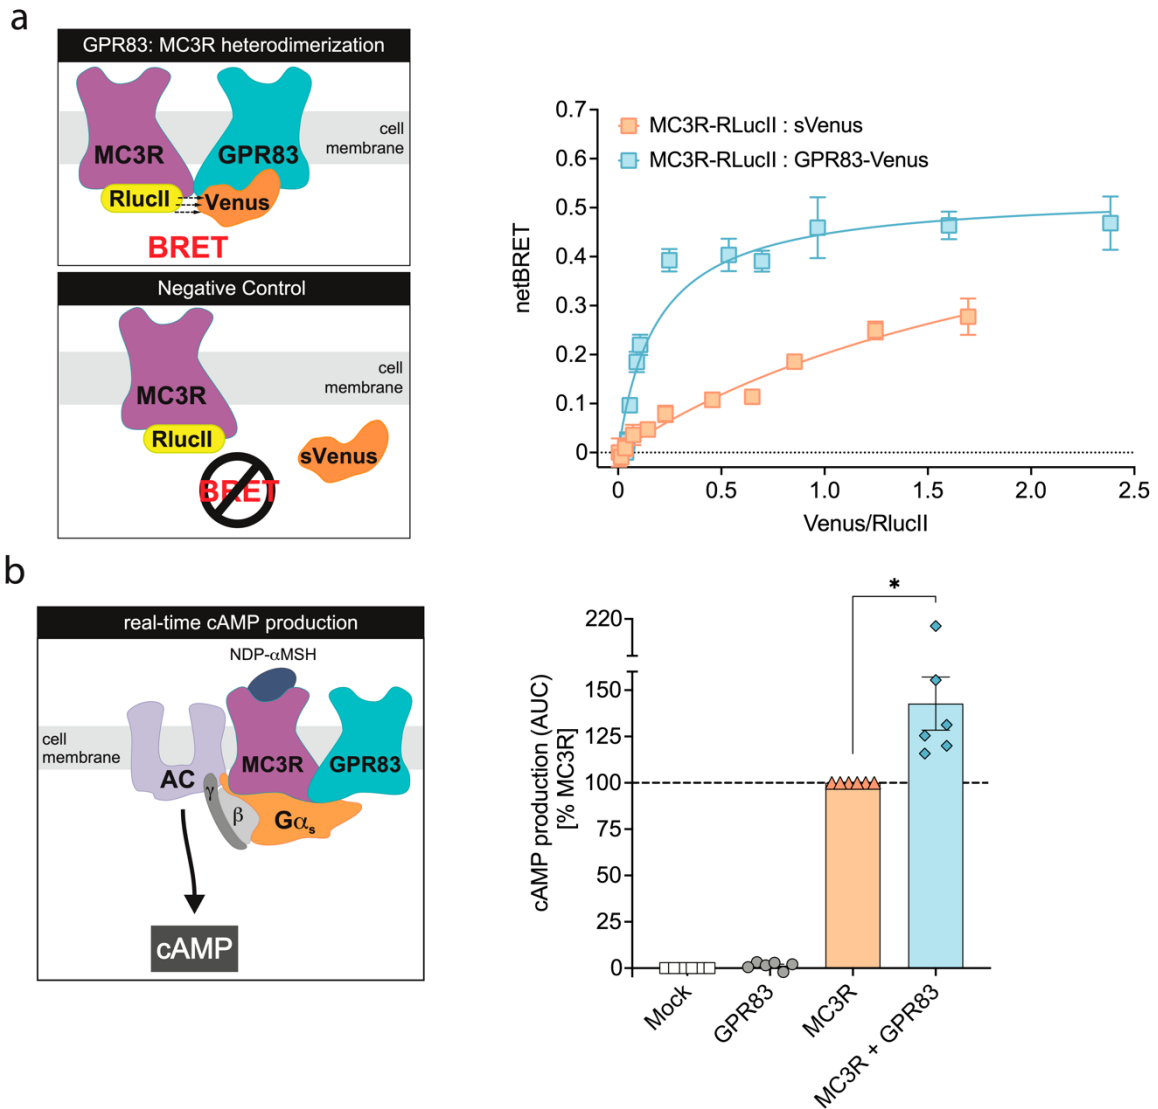 a
GPR83: MC3R heterodimerization
cell
membrane
MC3R
GPR83
RlucII
Venus
BRET
Negative Control
cell
membrane
MC3R
RlucII
sVenus
BRET
0.7
0.6
0.5
0.4
0.3
0.2
0.1
0
netBRET
MC3R-RLucII : sVenus
MC3R-RLucII : GPR83-Venus
0
0.5
1.0
1.5
2.0
2.5
Venus/RlucII
b
real-time cAMP production
NDP-αMSH
cell
membrane
AC
MC3R
GPR83
γ
β
Gαs
cAMP
cAMP production (AUC)
[% MC3R]
220
150
125
100
75
50
25
0
*
Mock
GPR83
MC3R
MC3R + GPR83